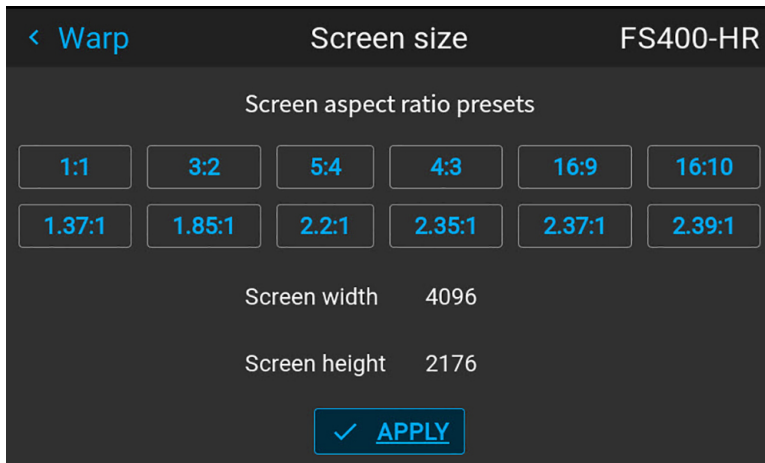 Warp Screen size FS400-HR
Screen aspect ratio presets
1:1 3:2 5:4 4:3 16:9 16:10
1.37:1 1.85:1 2.2:1 2.35:1 2.37:1 2.39:1
Screen width 4096
Screen height 2176
APPLY